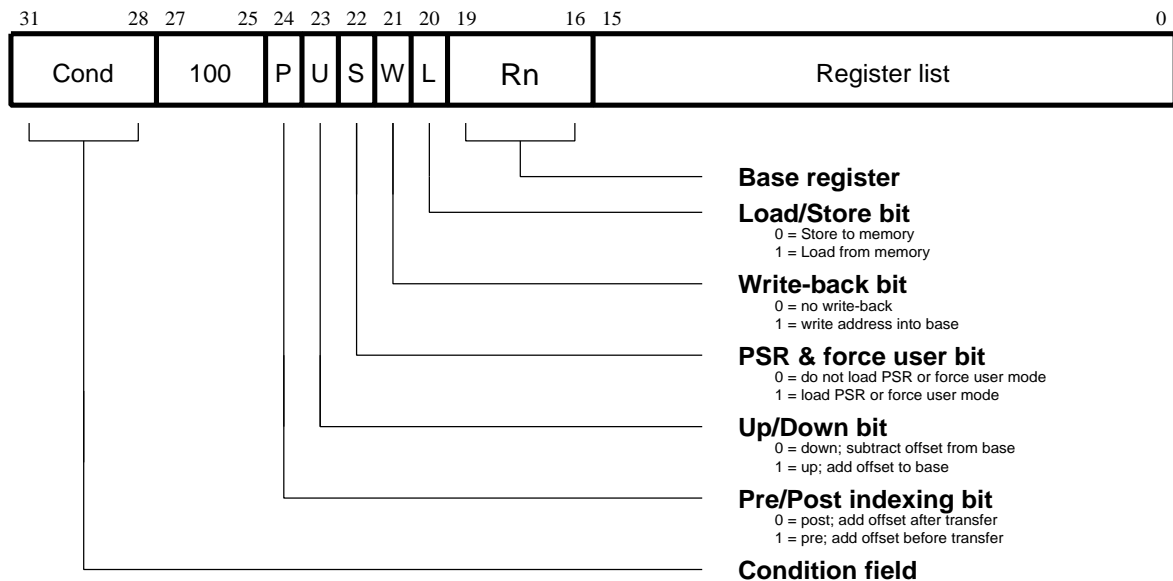 31 28 27 25 24 23 22 21 20 19 16 15 0
Cond 100 P U S W L Rn Register list
Base register
Load/Store bit
0 = Store to memory
1 = Load from memory
Write-back bit
0 = no write-back
1 = write address into base
PSR & force user bit
0 = do not load PSR or force user mode
1 = load PSR or force user mode
Up/Down bit
0 = down; subtract offset from base
1 = up; add offset to base
Pre/Post indexing bit
0 = post; add offset after transfer
1 = pre; add offset before transfer
Condition field